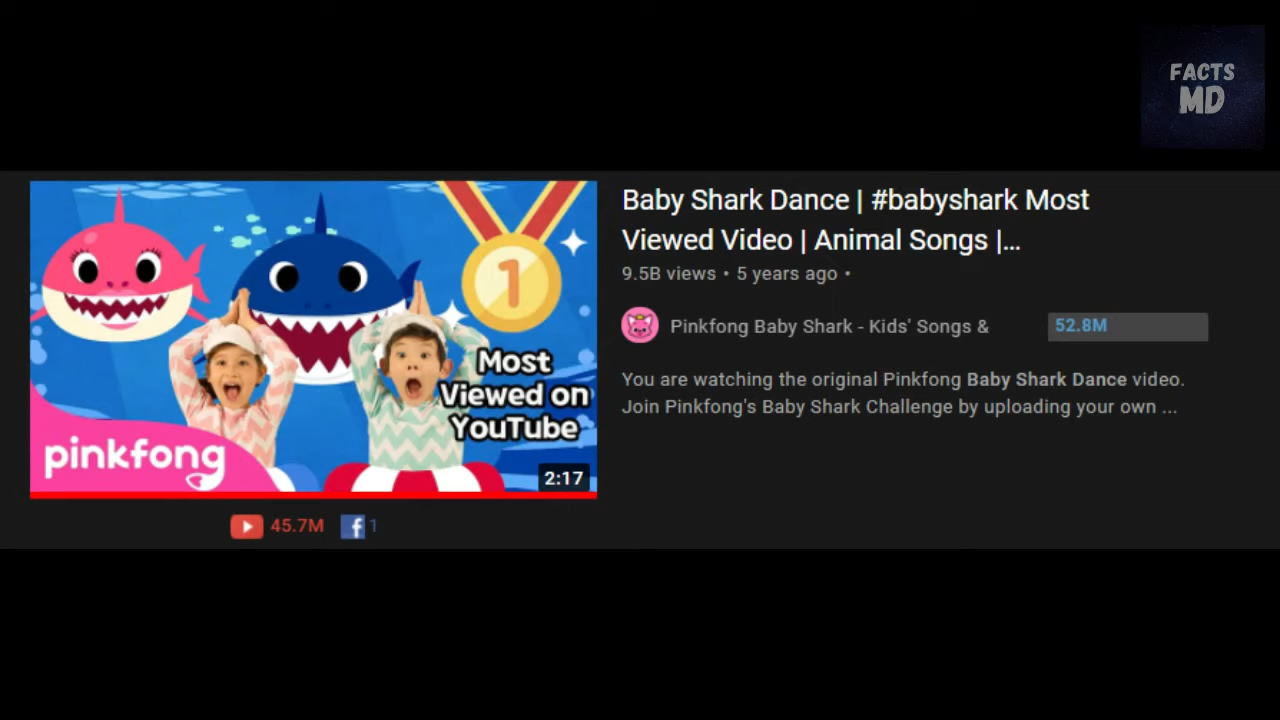 FACTS
MD
Baby Shark Dance | #babyshark Most
Viewed Video | Animal Songs |...
9.5B views • 5 years ago •
Pinkfong Baby Shark - Kids' Songs &
52.8M
You are watching the original Pinkfong Baby Shark Dance video.
Join Pinkfong's Baby Shark Challenge by uploading your own ...
1
Most
Viewed on
YouTube
pinkfong
2:17
45.7M
f 1